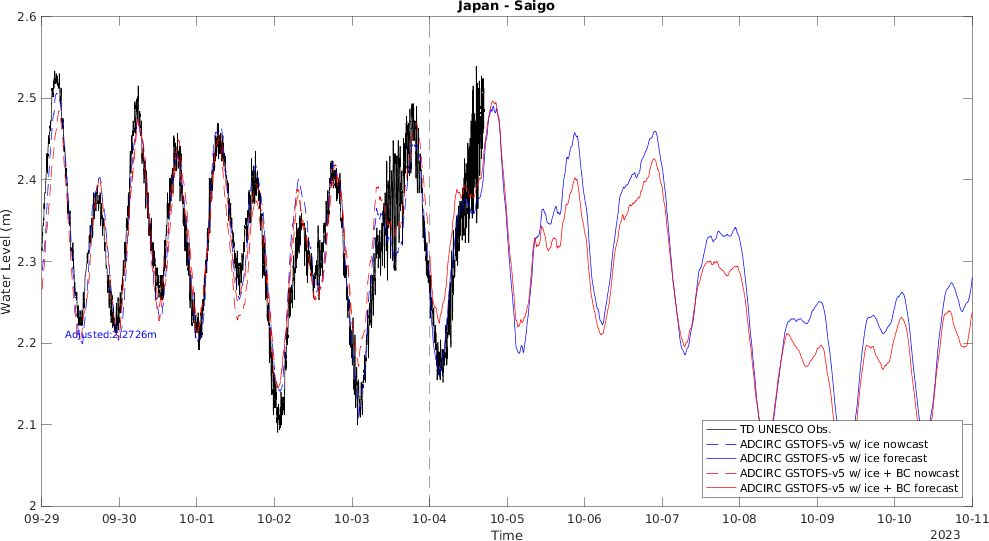 Japan - Saigo
Water Level (m)
2.6
2.5
2.4
2.3
2.2
2.1
2
Adjusted:2.2726m
TD UNESCO Obs.
ADCIRC GSTOFS-v5 w/ ice nowcast
ADCIRC GSTOFS-v5 w/ ice forecast
ADCIRC GSTOFS-v5 w/ ice + BC nowcast
ADCIRC GSTOFS-v5 w/ ice + BC forecast
09-29 09-30 10-01 10-02 10-03 10-04 10-05 10-06 10-07 10-08 10-09 10-10 10-11
Time
2023